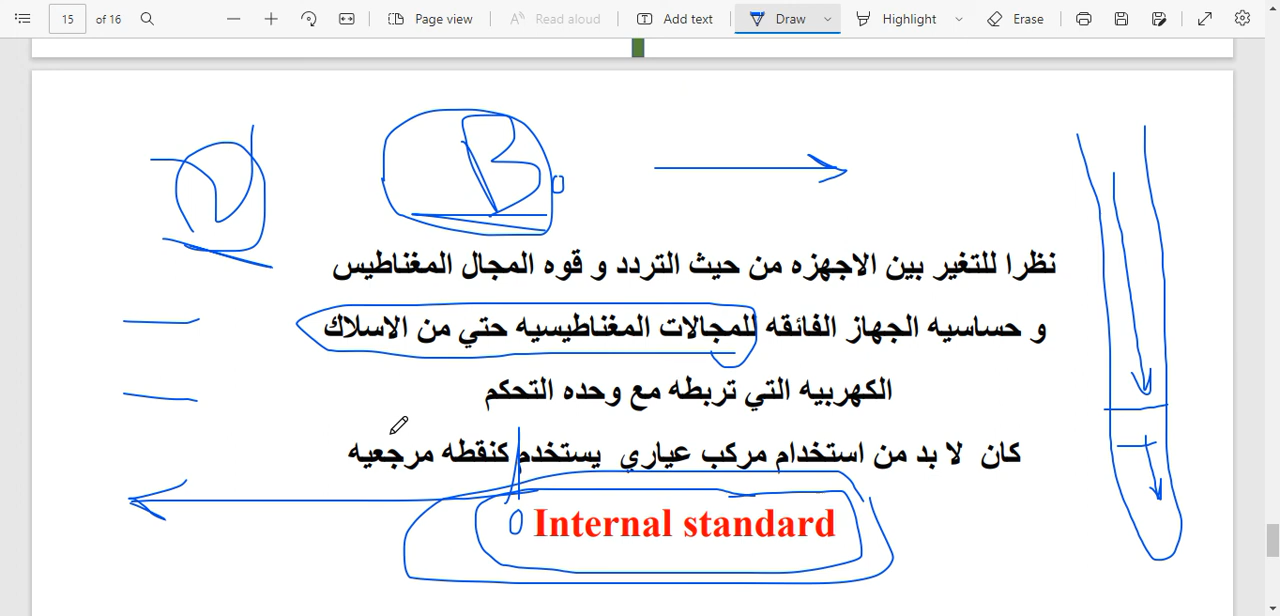 15 of 16 Page view Read aloud Add text Draw Highlight Erase
B
0
نظرا للتغير بين الاجهزه من حيث التردد و قوه المجال المغناطيس
و حساسيه الجهاز الفائقه للمجالات المغناطيسيه حتي من الاسلاك
الكهربيه التي تربطه مع وحده التحكم
كان لا بد من استخدام مركب عياري يستخدم كنقطه مرجعيه
0 Internal standard